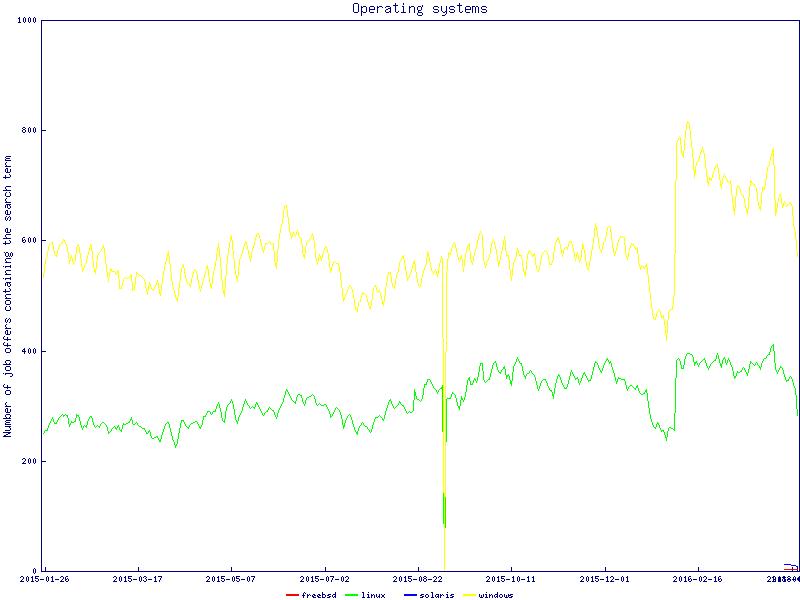 Operating systems
Number of job offers containing the search term
1000
800
600
400
200
0
2015-01-26
2015-03-17
2015-05-07
2015-07-02
2015-08-22
2015-10-11
2015-12-01
2016-02-16
freebsd
linux
solaris
windows